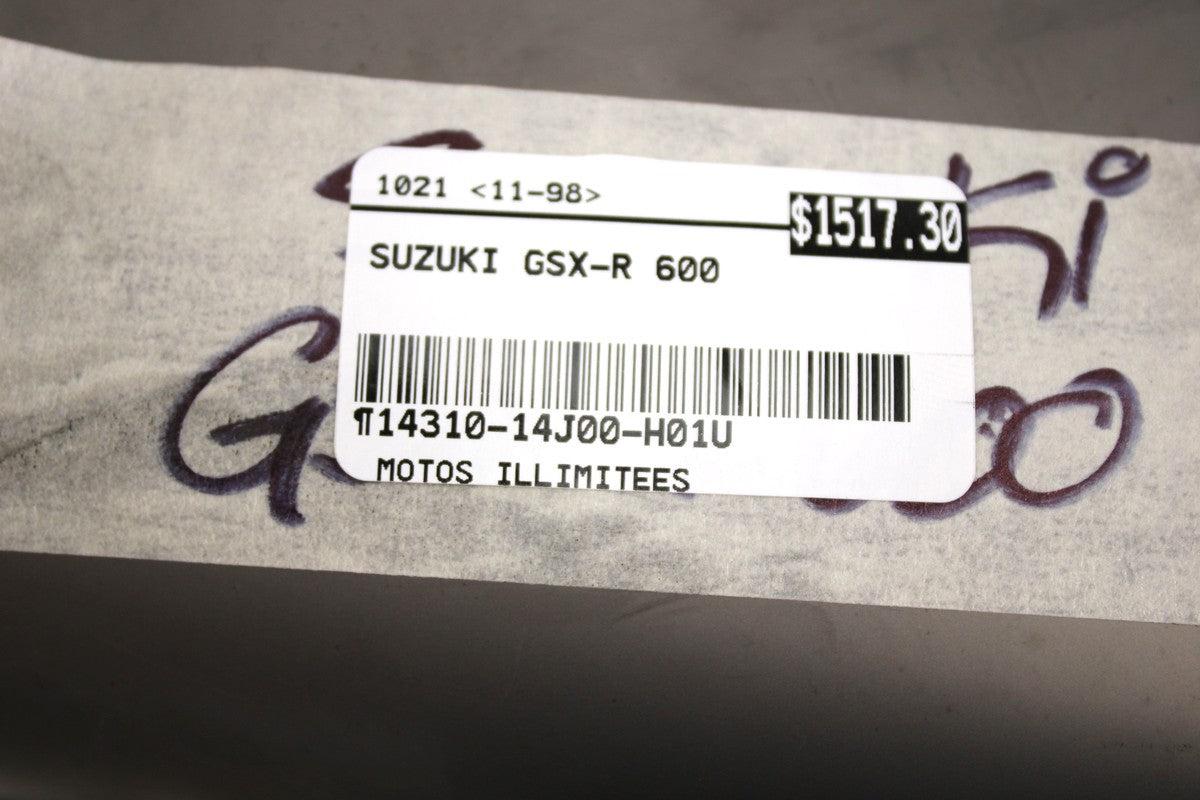 1021 <11-98>
$1517.30
SUZUKI GSX-R 600
¶14310-14J00-H01U
MOTOS ILLIMITEES